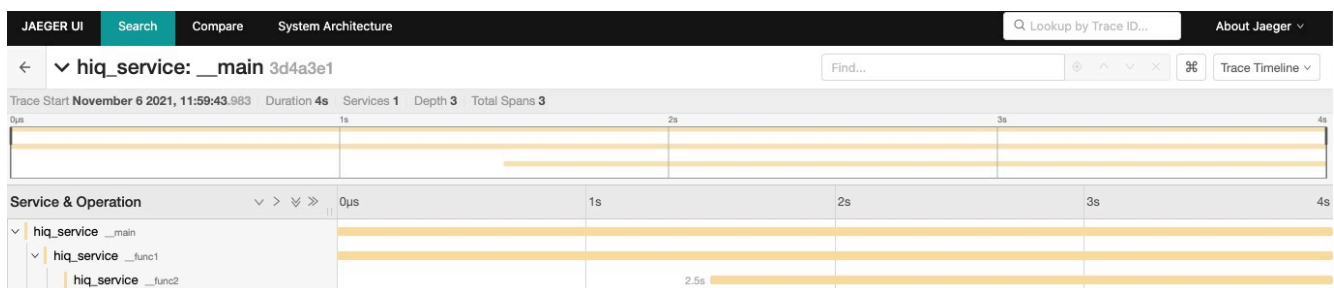 JAEGER UI Search Compare System Architecture Lookup by Trace ID... About Jaeger
hiq_service: __main 3d4a3e1 Find... ⌘ Trace Timeline
Trace Start November 6 2021, 11:59:43.983 Duration 4s Services 1 Depth 3 Total Spans 3
0μs 1s 2s 3s 4s
Service & Operation 0μs 1s 2s 3s 4s
hiq_service __main
hiq_service __func1
hiq_service __func2 2.5s